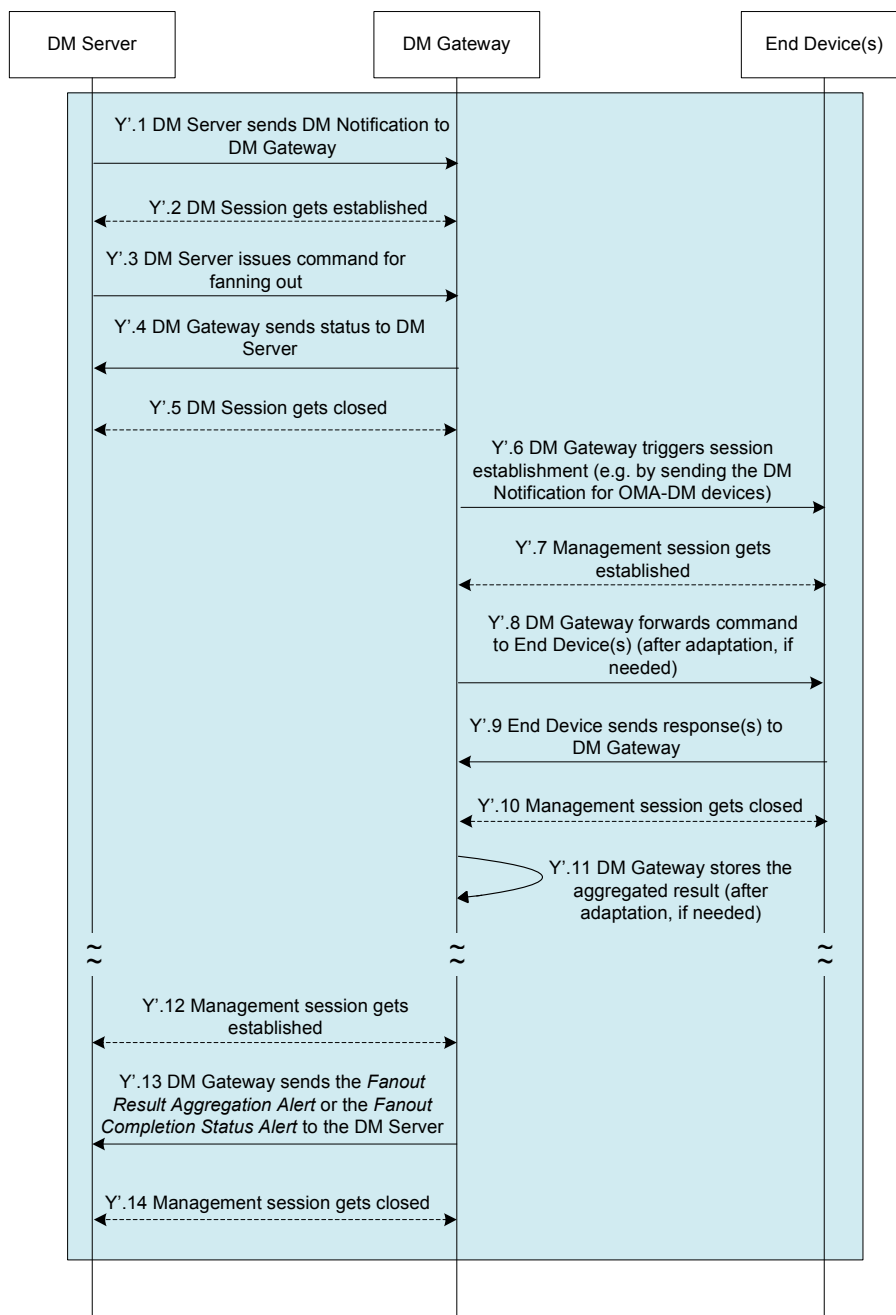 DM Server
DM Gateway
End Device(s)
Y'.1 DM Server sends DM Notification to
DM Gateway
Y'.2 DM Session gets established
Y'.3 DM Server issues command for
fanning out
Y'.4 DM Gateway sends status to DM
Server
Y'.5 DM Session gets closed
Y'.6 DM Gateway triggers session
establishment (e.g. by sending the DM
Notification for OMA-DM devices)
Y'.7 Management session gets
established
Y'.8 DM Gateway forwards command
to End Device(s) (after adaptation, if
needed)
Y'.9 End Device sends response(s) to
DM Gateway
Y'.10 Management session gets closed
Y'.11 DM Gateway stores the
aggregated result (after
adaptation, if needed)
Y'.12 Management session gets
established
Y'.13 DM Gateway sends the Fanout
Result Aggregation Alert or the Fanout
Completion Status Alert to the DM Server
Y'.14 Management session gets closed